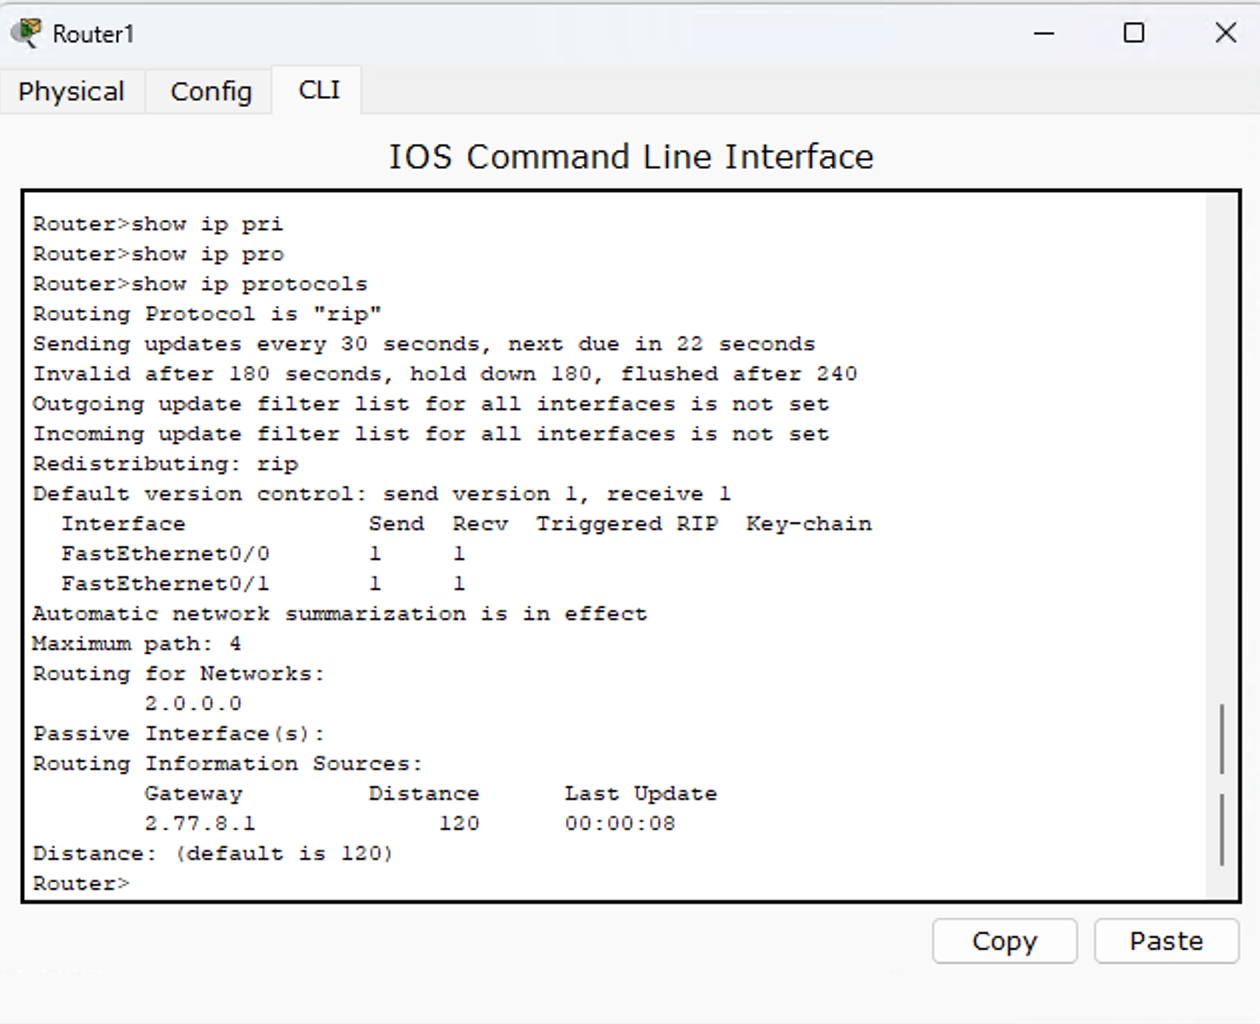 Router1
Physical Config CLI
IOS Command Line Interface
Router>show ip pri
Router>show ip pro
Router>show ip protocols
Routing Protocol is "rip"
Sending updates every 30 seconds, next due in 22 seconds
Invalid after 180 seconds, hold down 180, flushed after 240
Outgoing update filter list for all interfaces is not set
Incoming update filter list for all interfaces is not set
Redistributing: rip
Default version control: send version 1, receive 1
  Interface             Send  Recv  Triggered RIP  Key-chain
  FastEthernet0/0       1     1
  FastEthernet0/1       1     1
Automatic network summarization is in effect
Maximum path: 4
Routing for Networks:
        2.0.0.0
Passive Interface(s):
Routing Information Sources:
        Gateway         Distance      Last Update
        2.77.8.1             120      00:00:08
Distance: (default is 120)
Router>
Copy Paste